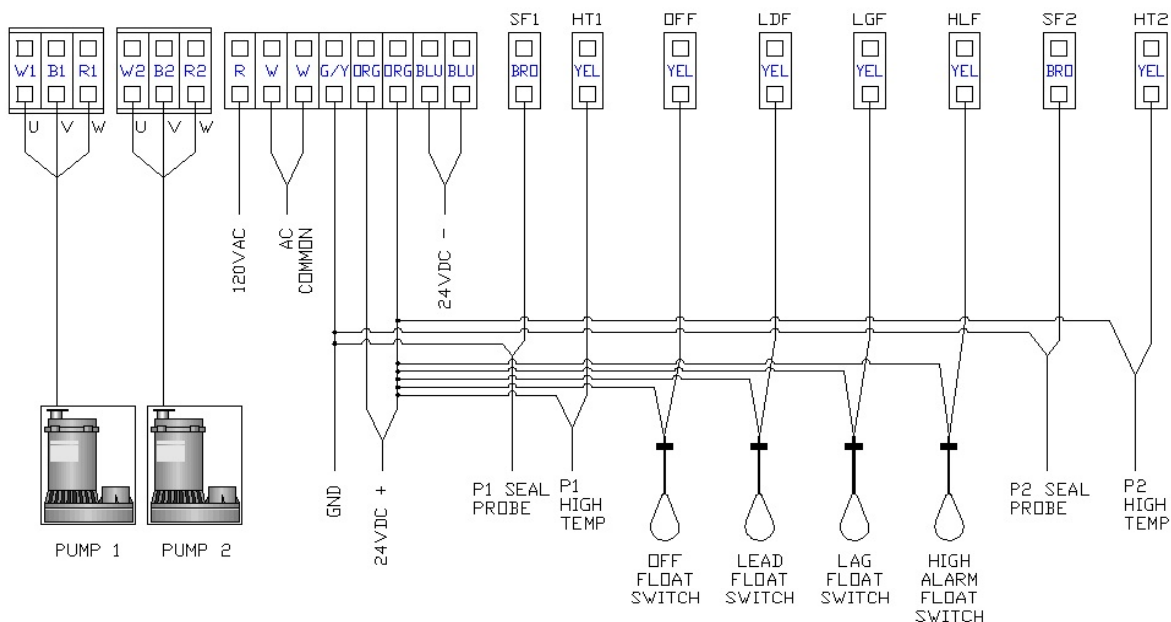 SF1 HT1 OFF LDF LGF HLF SF2 HT2
W1 B1 R1 W2 B2 R2 R W W G/Y ORG ORG BLU BLU BRO YEL YEL YEL YEL YEL BRO YEL
U V W U V W
120VAC
AC
COMMON
24VDC -
GND
24VDC +
P1 SEAL
PROBE
P1
HIGH
TEMP
P2 SEAL
PROBE
P2
HIGH
TEMP
PUMP 1
PUMP 2
OFF
FLOAT
SWITCH
LEAD
FLOAT
SWITCH
LAG
FLOAT
SWITCH
HIGH
ALARM
FLOAT
SWITCH